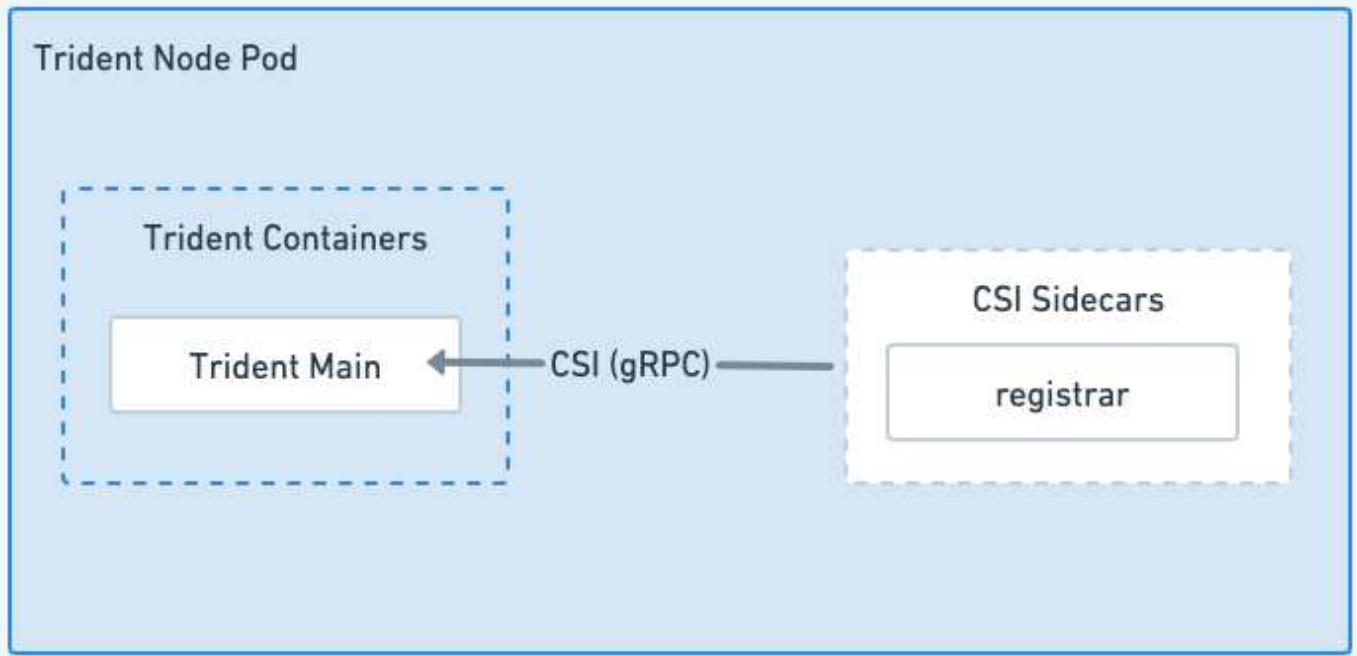 Trident Node Pod
Trident Containers
Trident Main
CSI (gRPC)
CSI Sidecars
registrar